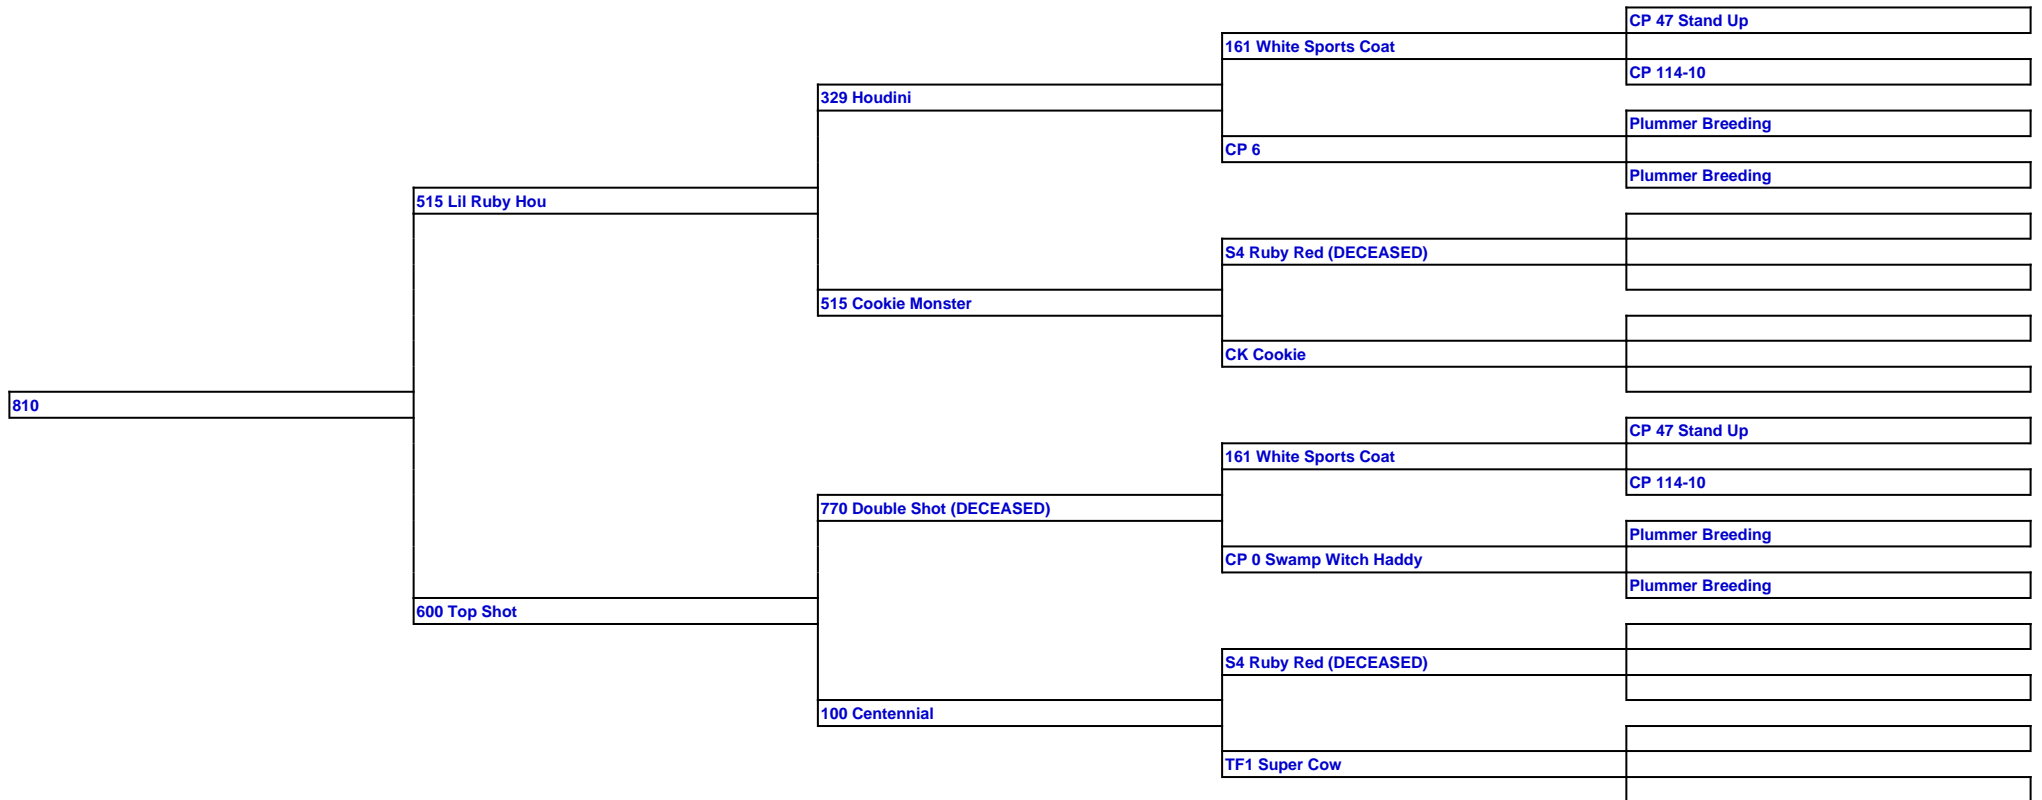 CP 47 Stand Up
161 White Sports Coat
CP 114-10
329 Houdini
Plummer Breeding
CP 6
Plummer Breeding
515 Lil Ruby Hou
S4 Ruby Red (DECEASED)
515 Cookie Monster
CK Cookie
810
CP 47 Stand Up
161 White Sports Coat
CP 114-10
770 Double Shot (DECEASED)
Plummer Breeding
CP 0 Swamp Witch Haddy
Plummer Breeding
600 Top Shot
S4 Ruby Red (DECEASED)
100 Centennial
TF1 Super Cow